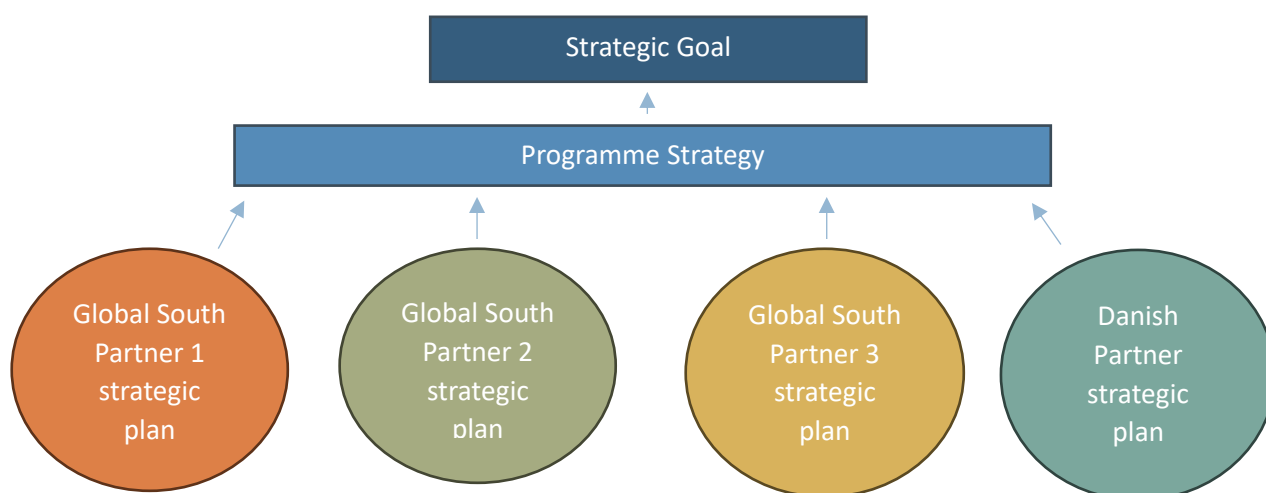 Strategic Goal
Programme Strategy
Global South
Partner 1
strategic
plan
Global South
Partner 2
strategic
plan
Global South
Partner 3
strategic
plan
Danish
Partner
strategic
plan